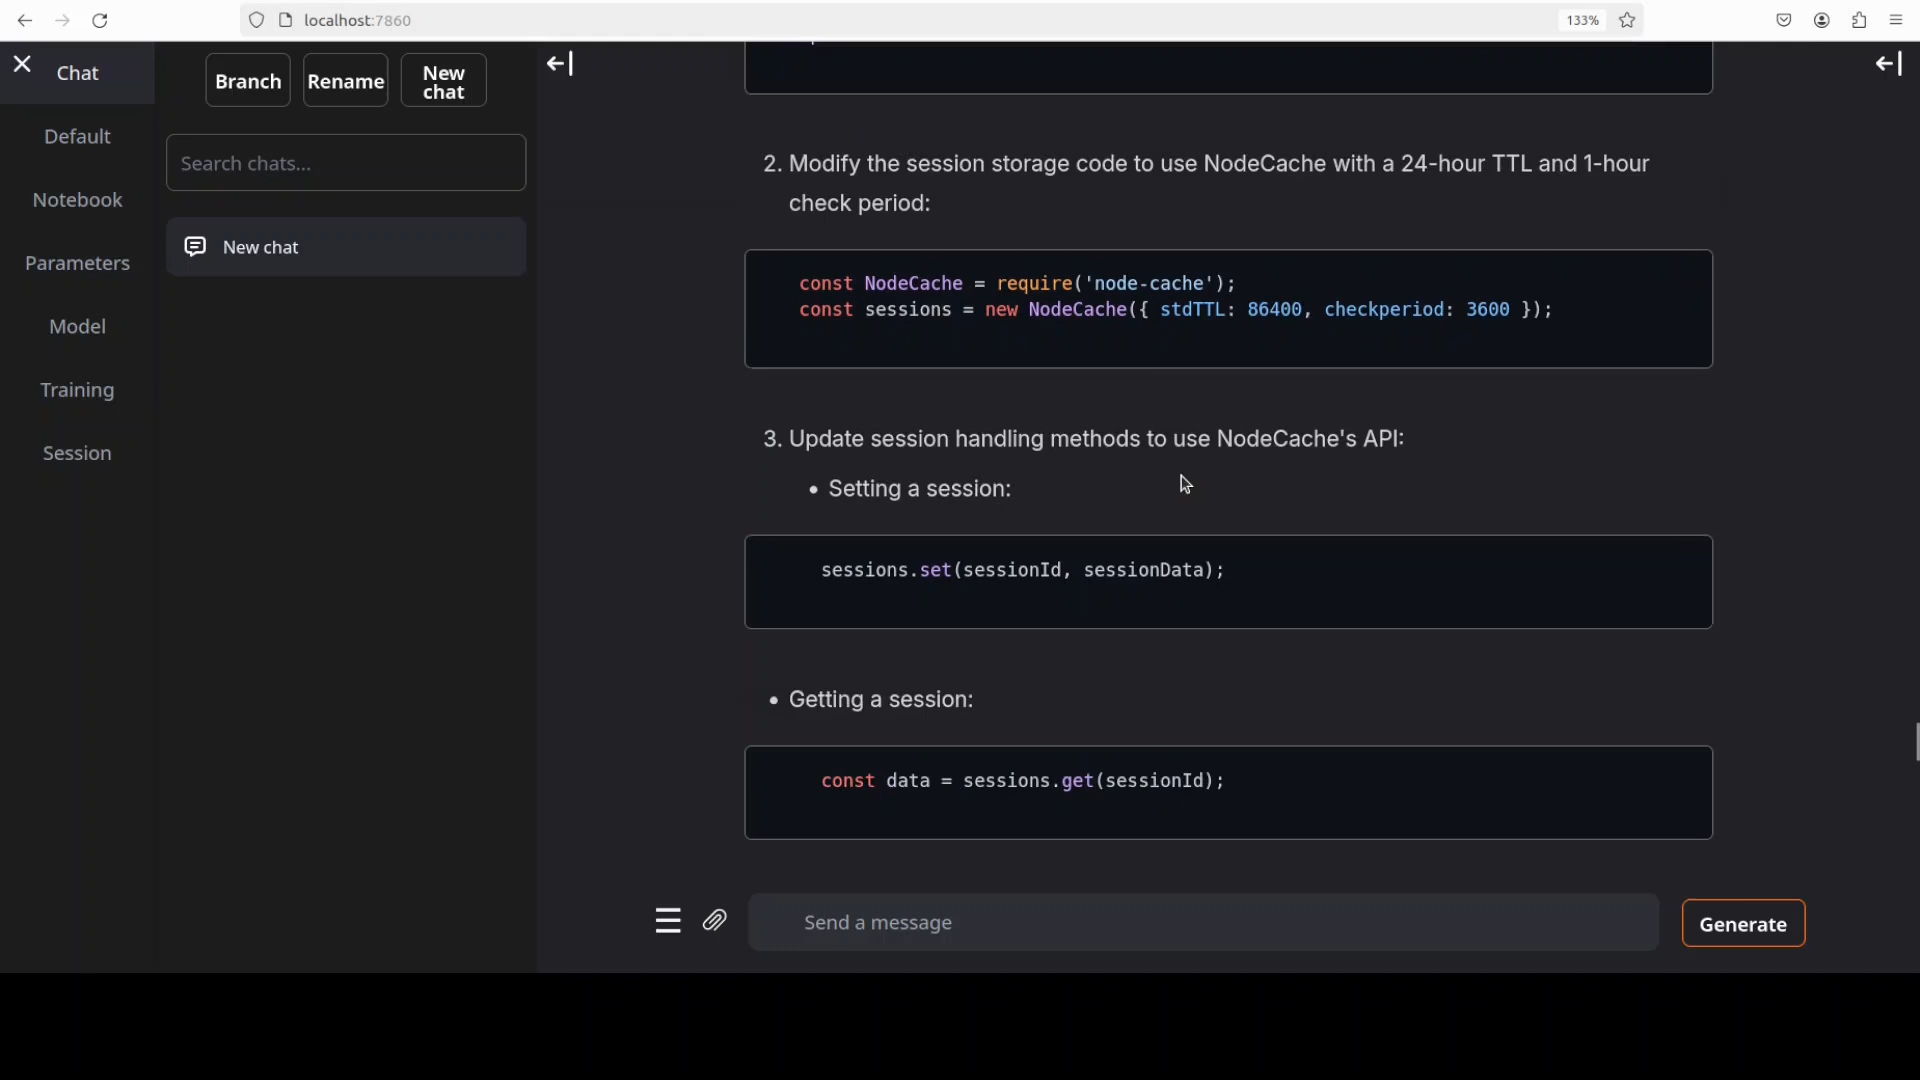 localhost:7860
133%
Chat
Default
Notebook
Parameters
Model
Training
Session
Branch
Rename
New
chat
Search chats...
New chat
2. Modify the session storage code to use NodeCache with a 24-hour TTL and 1-hour
check period:
const NodeCache = require('node-cache');
const sessions = new NodeCache({ stdTTL: 86400, checkperiod: 3600 });
3. Update session handling methods to use NodeCache's API:
• Setting a session:
sessions.set(sessionId, sessionData);
• Getting a session:
const data = sessions.get(sessionId);
Send a message
Generate